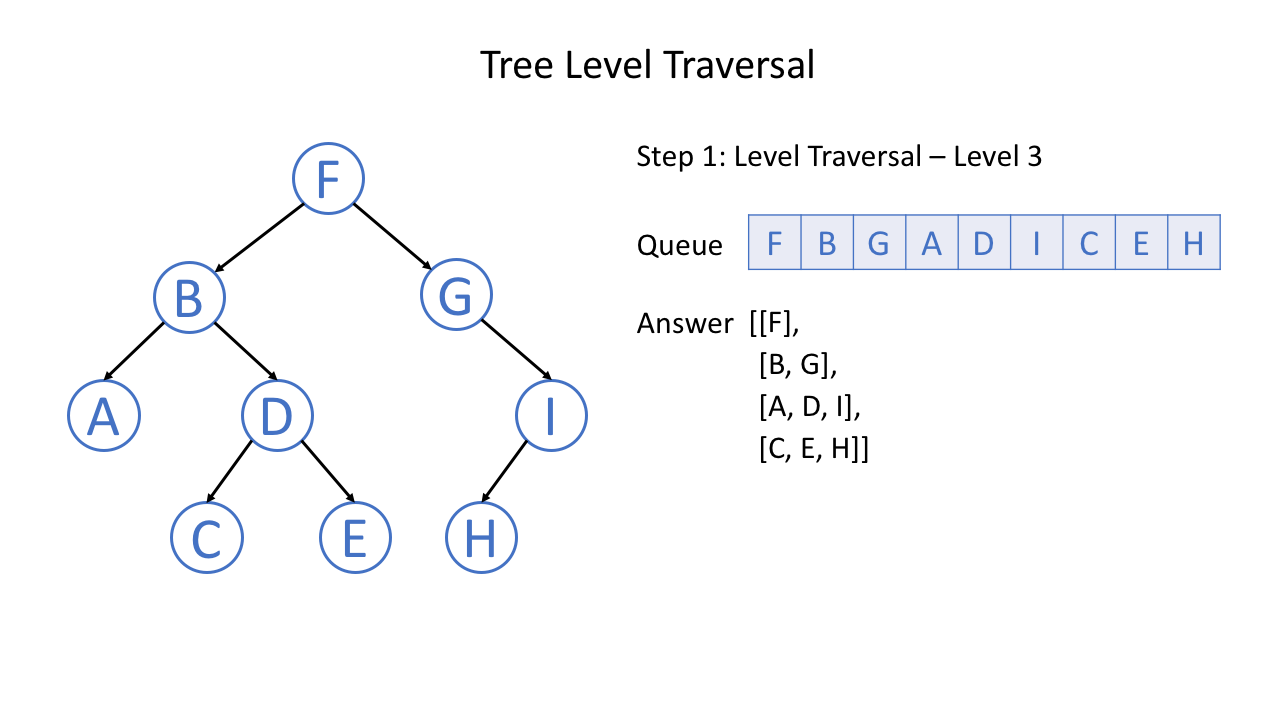 Tree Level Traversal
F
B
G
A
D
I
C
E
H
Step 1: Level Traversal – Level 3
Queue F B G A D I C E H
Answer [[F],
[B, G],
[A, D, I],
[C, E, H]]